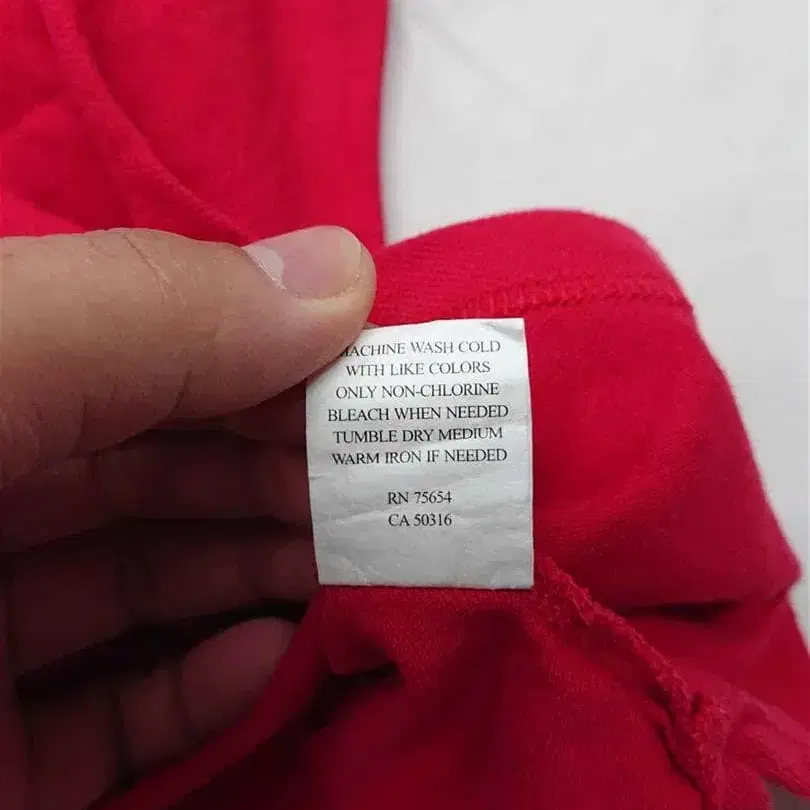 MACHINE WASH COLD
WITH LIKE COLORS
ONLY NON-CHLORINE
BLEACH WHEN NEEDED
TUMBLE DRY MEDIUM
WARM IRON IF NEEDED
RN 75654
CA 50316